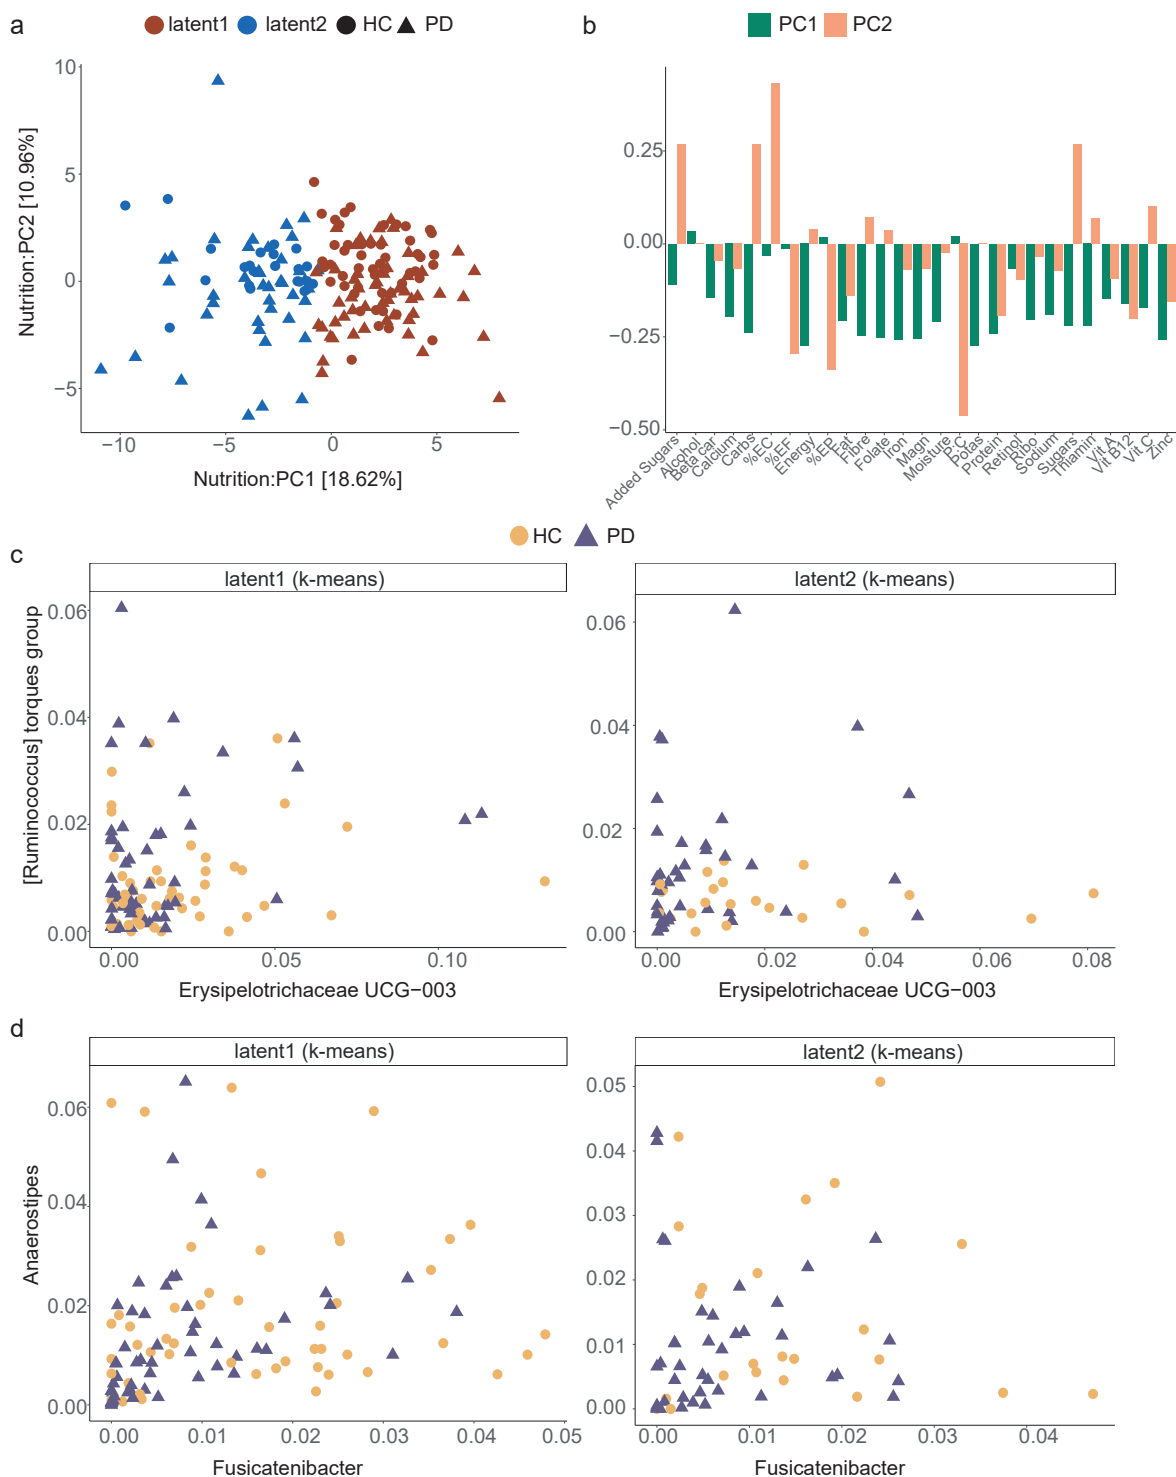 a
latent1 latent2 HC PD
10
5
0
−5
−10 −5 0 5
Nutrition:PC2 [10.96%]
Nutrition:PC1 [18.62%]
b
PC1 PC2
0.25
0.00
−0.25
−0.50
Added Sugars Alcohol Beta car Calcium Carbs %EC %EF Energy %EP Fat Fibre Folate Iron Magn Moisture P:C Potas Protein Retinol Ribo Sodium Sugars Thiamin Vit A Vit B12 Vit C Zinc
HC PD
c
latent1 (k−means)
[Ruminococcus] torques group
0.06
0.04
0.02
0.00
0.00 0.05 0.10
Erysipelotrichaceae UCG−003
latent2 (k−means)
0.06
0.04
0.02
0.00
0.00 0.02 0.04 0.06 0.08
Erysipelotrichaceae UCG−003
d
latent1 (k−means)
Anaerostipes
0.06
0.04
0.02
0.00
0.00 0.01 0.02 0.03 0.04 0.05
Fusicatenibacter
latent2 (k−means)
0.05
0.04
0.03
0.02
0.01
0.00
0.00 0.01 0.02 0.03 0.04
Fusicatenibacter